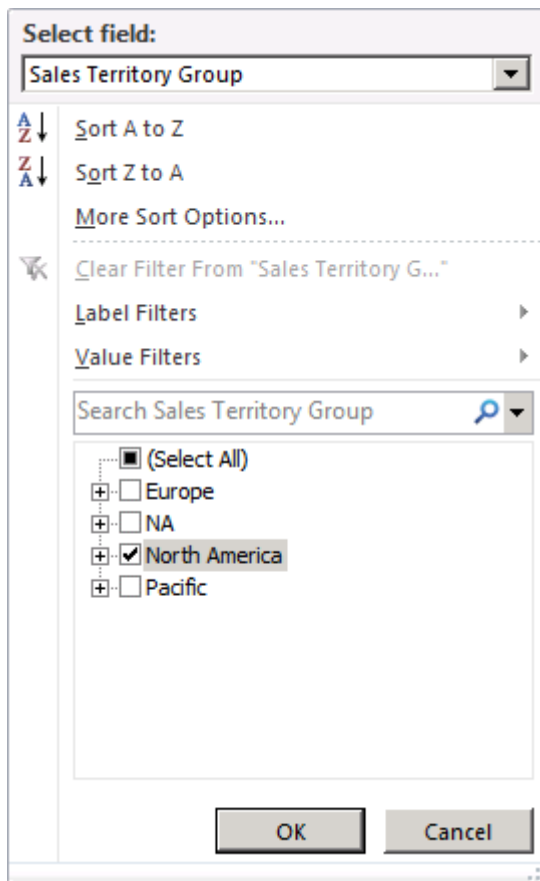 Select field:
Sales Territory Group
Sort A to Z
Sort Z to A
More Sort Options...
Clear Filter From "Sales Territory G..."
Label Filters
Value Filters
Search Sales Territory Group
(Select All)
Europe
NA
North America
Pacific
OK Cancel